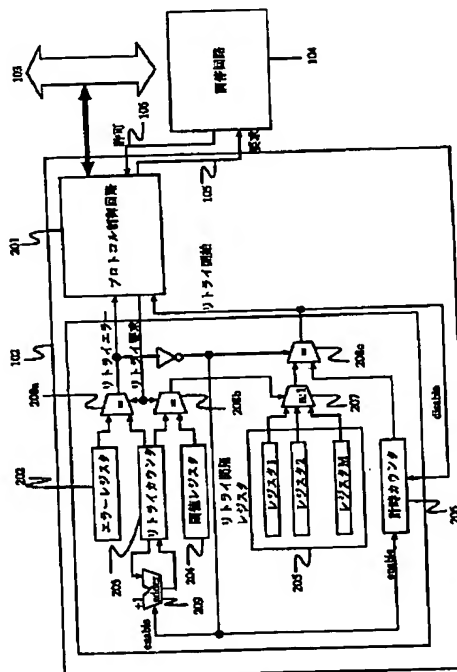 201
102
208a
202
エラーレジスタ
リトライカウンタ
閾値レジスタ
204
209
+1
adder
enable
=
=
208b
リトライエラー
リトライ要求
プロトコル制御回路
103
許可
106
要求
105
調停回路
104
リトライ開始
リトライ間隔
レジスタ
レジスタ1
レジスタ2
レジスタM
205
n:1
207
=
208c
計時カウンタ
enable
disable